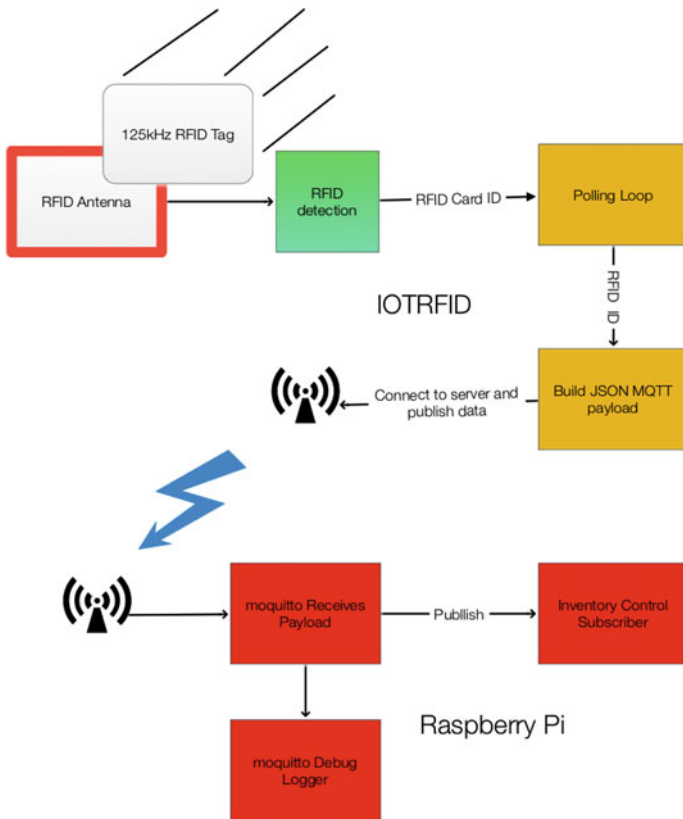 125kHz RFID Tag
RFID Antenna
RFID
detection
RFID Card ID
Polling Loop
RFID ID
IOTRFID
Build JSON MQTT
payload
Connect to server and
publish data
moquitto Receives
Payload
Publlish
Inventory Control
Subscriber
Raspberry Pi
moquitto Debug
Logger